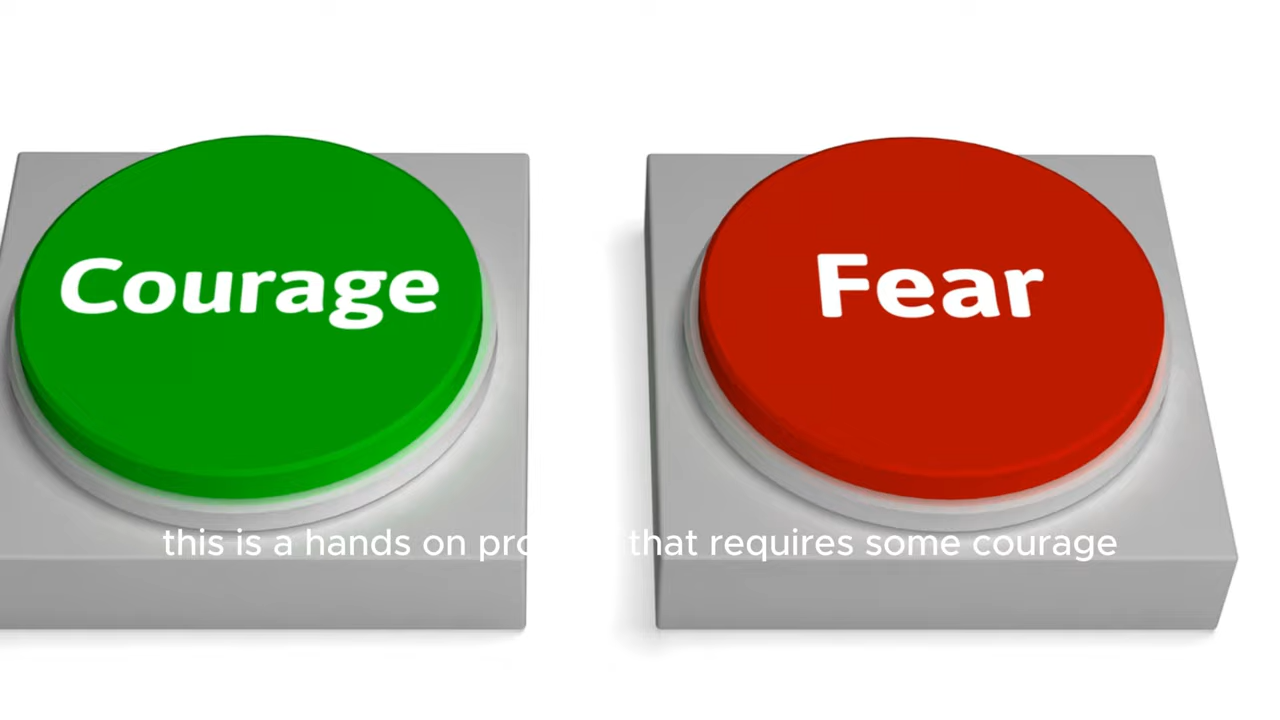 Courage
Fear
this is a hands on that requires some courage